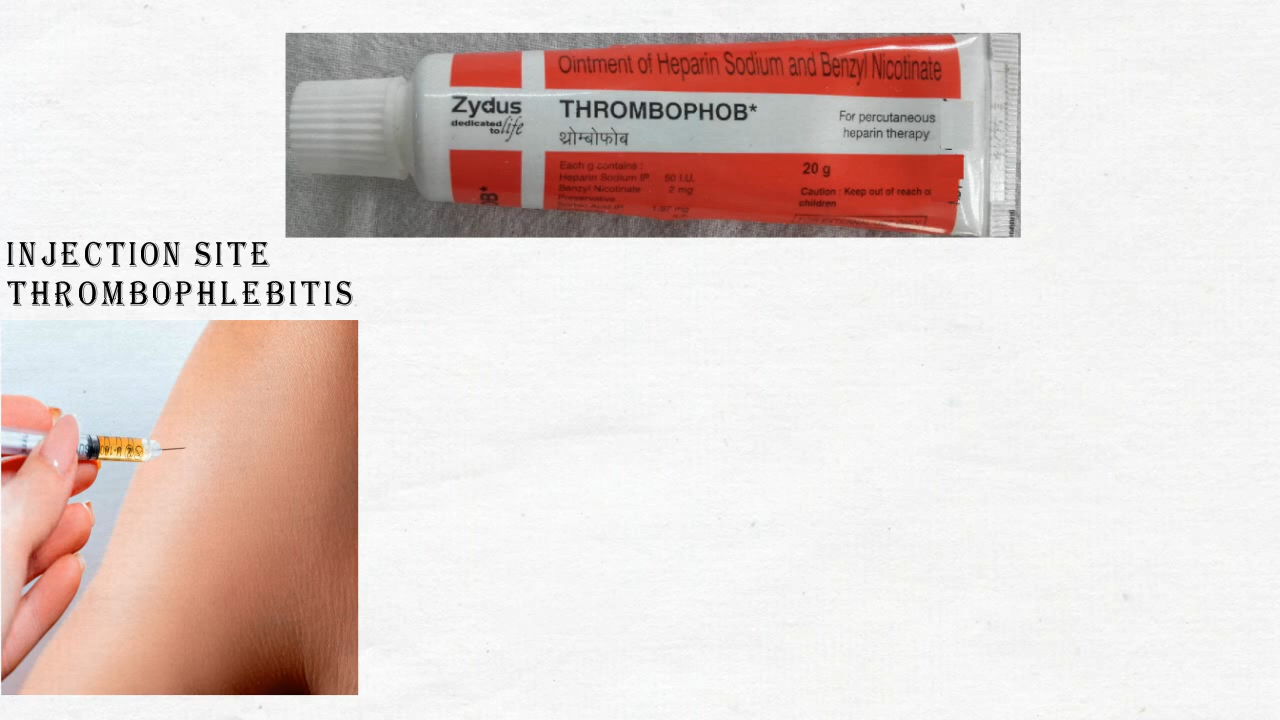 Ointment of Heparin Sodium and Benzyl Nicotinate
Zydus
dedicated
to life
THROMBOPHOB*
थ्रोम्बोफोब
For percutaneous
heparin therapy
Each g contains :
Heparin Sodium IP 50 I.U.
Benzyl Nicotinate 2 mg
20 g
Caution : Keep out of reach of
children
INJECTION SITE
THROMBOPHLEBITIS